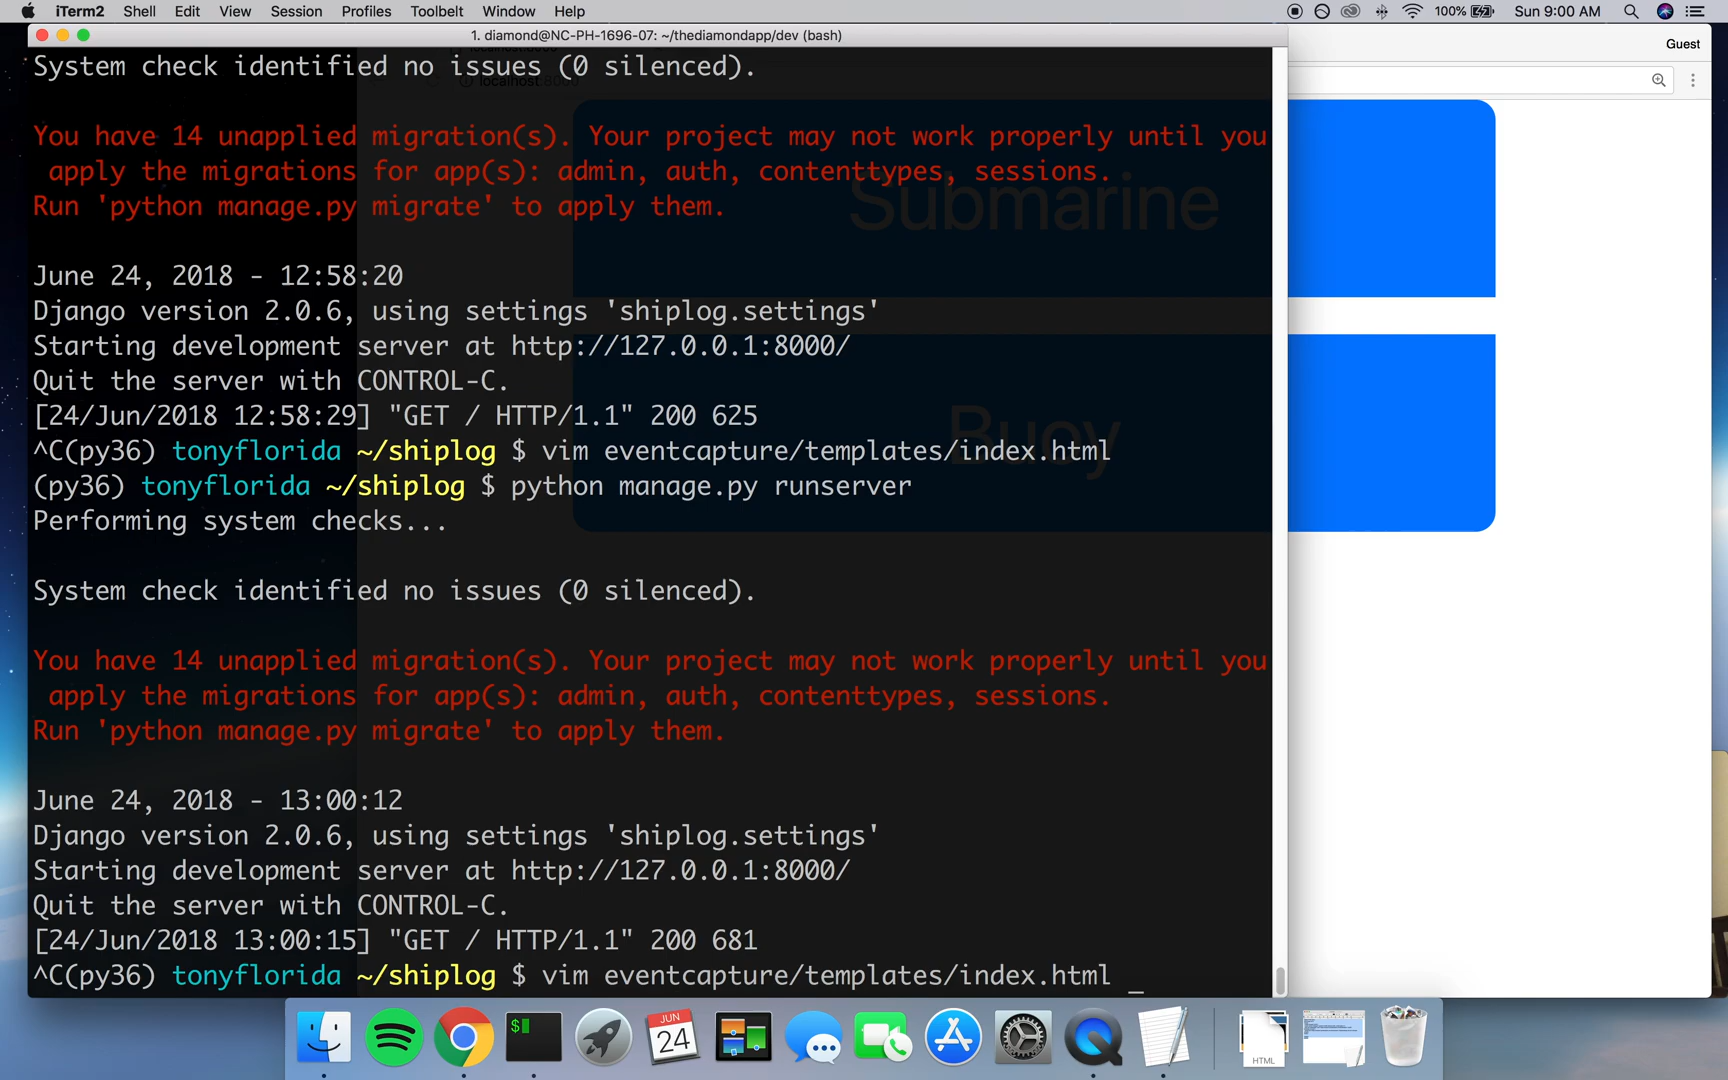 iTerm2 Shell Edit View Session Profiles Toolbelt Window Help 100% Sun 9:00 AM
1. diamond@NC-PH-1696-07: ~/thediamondapp/dev (bash)
Guest
System check identified no issues (0 silenced).
You have 14 unapplied migration(s). Your project may not work properly until you
apply the migrations for app(s): admin, auth, contenttypes, sessions.
Run 'python manage.py migrate' to apply them.
Submarine
June 24, 2018 - 12:58:20
Django version 2.0.6, using settings 'shiplog.settings'
Starting development server at http://127.0.0.1:8000/
Quit the server with CONTROL-C.
[24/Jun/2018 12:58:29] "GET / HTTP/1.1" 200 625
Buoy
^C(py36) tonyflorida ~/shiplog $ vim eventcapture/templates/index.html
(py36) tonyflorida ~/shiplog $ python manage.py runserver
Performing system checks...
System check identified no issues (0 silenced).
You have 14 unapplied migration(s). Your project may not work properly until you
apply the migrations for app(s): admin, auth, contenttypes, sessions.
Run 'python manage.py migrate' to apply them.
June 24, 2018 - 13:00:12
Django version 2.0.6, using settings 'shiplog.settings'
Starting development server at http://127.0.0.1:8000/
Quit the server with CONTROL-C.
[24/Jun/2018 13:00:15] "GET / HTTP/1.1" 200 681
^C(py36) tonyflorida ~/shiplog $ vim eventcapture/templates/index.html _
$
JUN
24
HTML